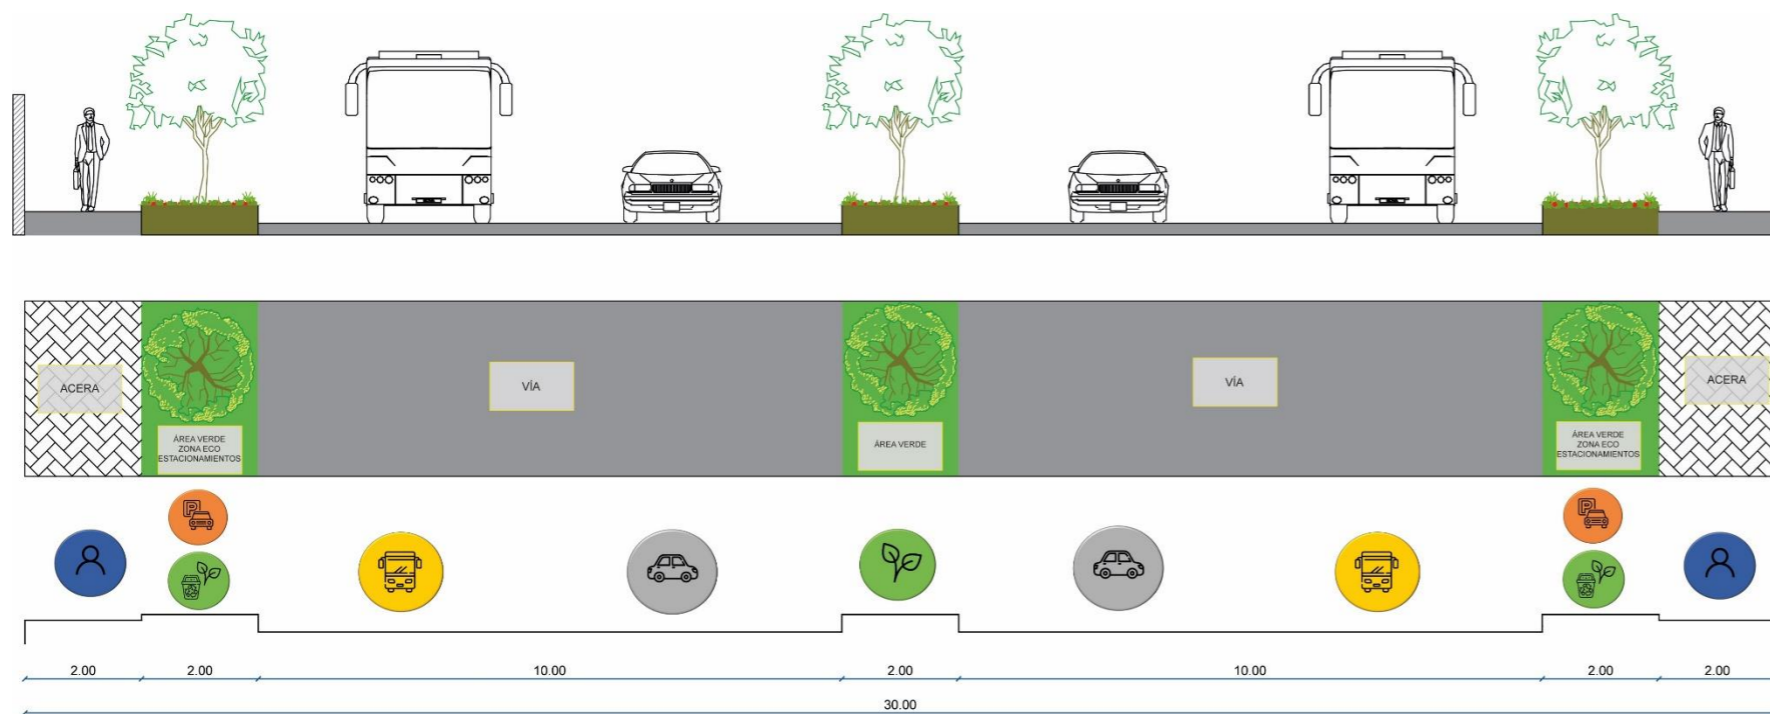 ACERA
ÁREA VERDE
ZONA ECO
ESTACIONAMIENTOS
VÍA
ÁREA VERDE
VÍA
ÁREA VERDE
ZONA ECO
ESTACIONAMIENTOS
ACERA
P
P
2.00
2.00
10.00
2.00
10.00
2.00
2.00
30.00